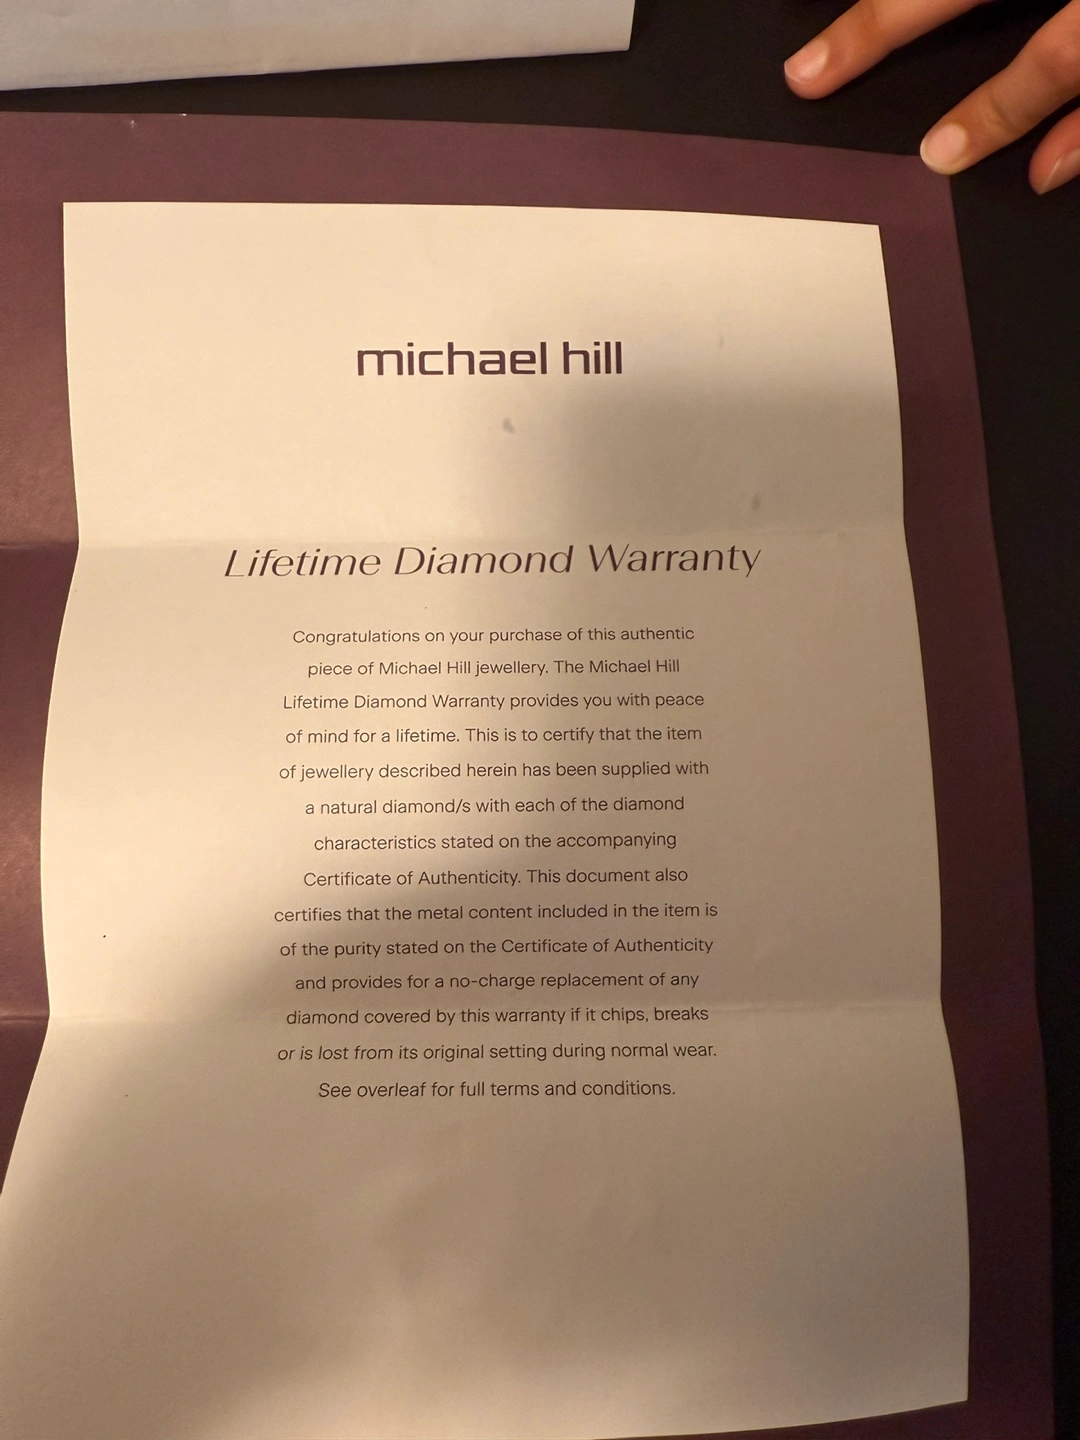 michael hill
Lifetime Diamond Warranty
Congratulations on your purchase of this authentic
piece of Michael Hill jewellery. The Michael Hill
Lifetime Diamond Warranty provides you with peace
of mind for a lifetime. This is to certify that the item
of jewellery described herein has been supplied with
a natural diamond/s with each of the diamond
characteristics stated on the accompanying
Certificate of Authenticity. This document also
certifies that the metal content included in the item is
of the purity stated on the Certificate of Authenticity
and provides for a no-charge replacement of any
diamond covered by this warranty if it chips, breaks
or is lost from its original setting during normal wear.
See overleaf for full terms and conditions.